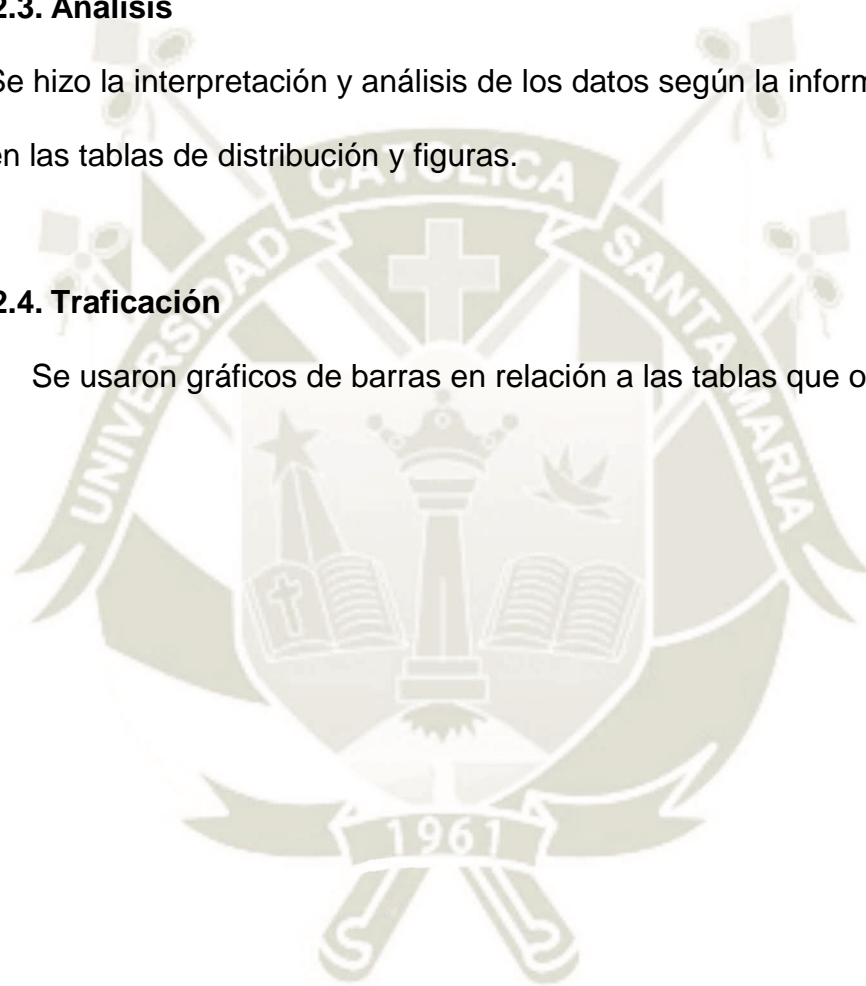 2.3. Análisis
Se hizo la interpretación y análisis de los datos según la inform
en las tablas de distribución y figuras.
2.4. Traficación
Se usaron gráficos de barras en relación a las tablas que o
UNIVERSIDAD CATOLICA SANTA MARIA
1961